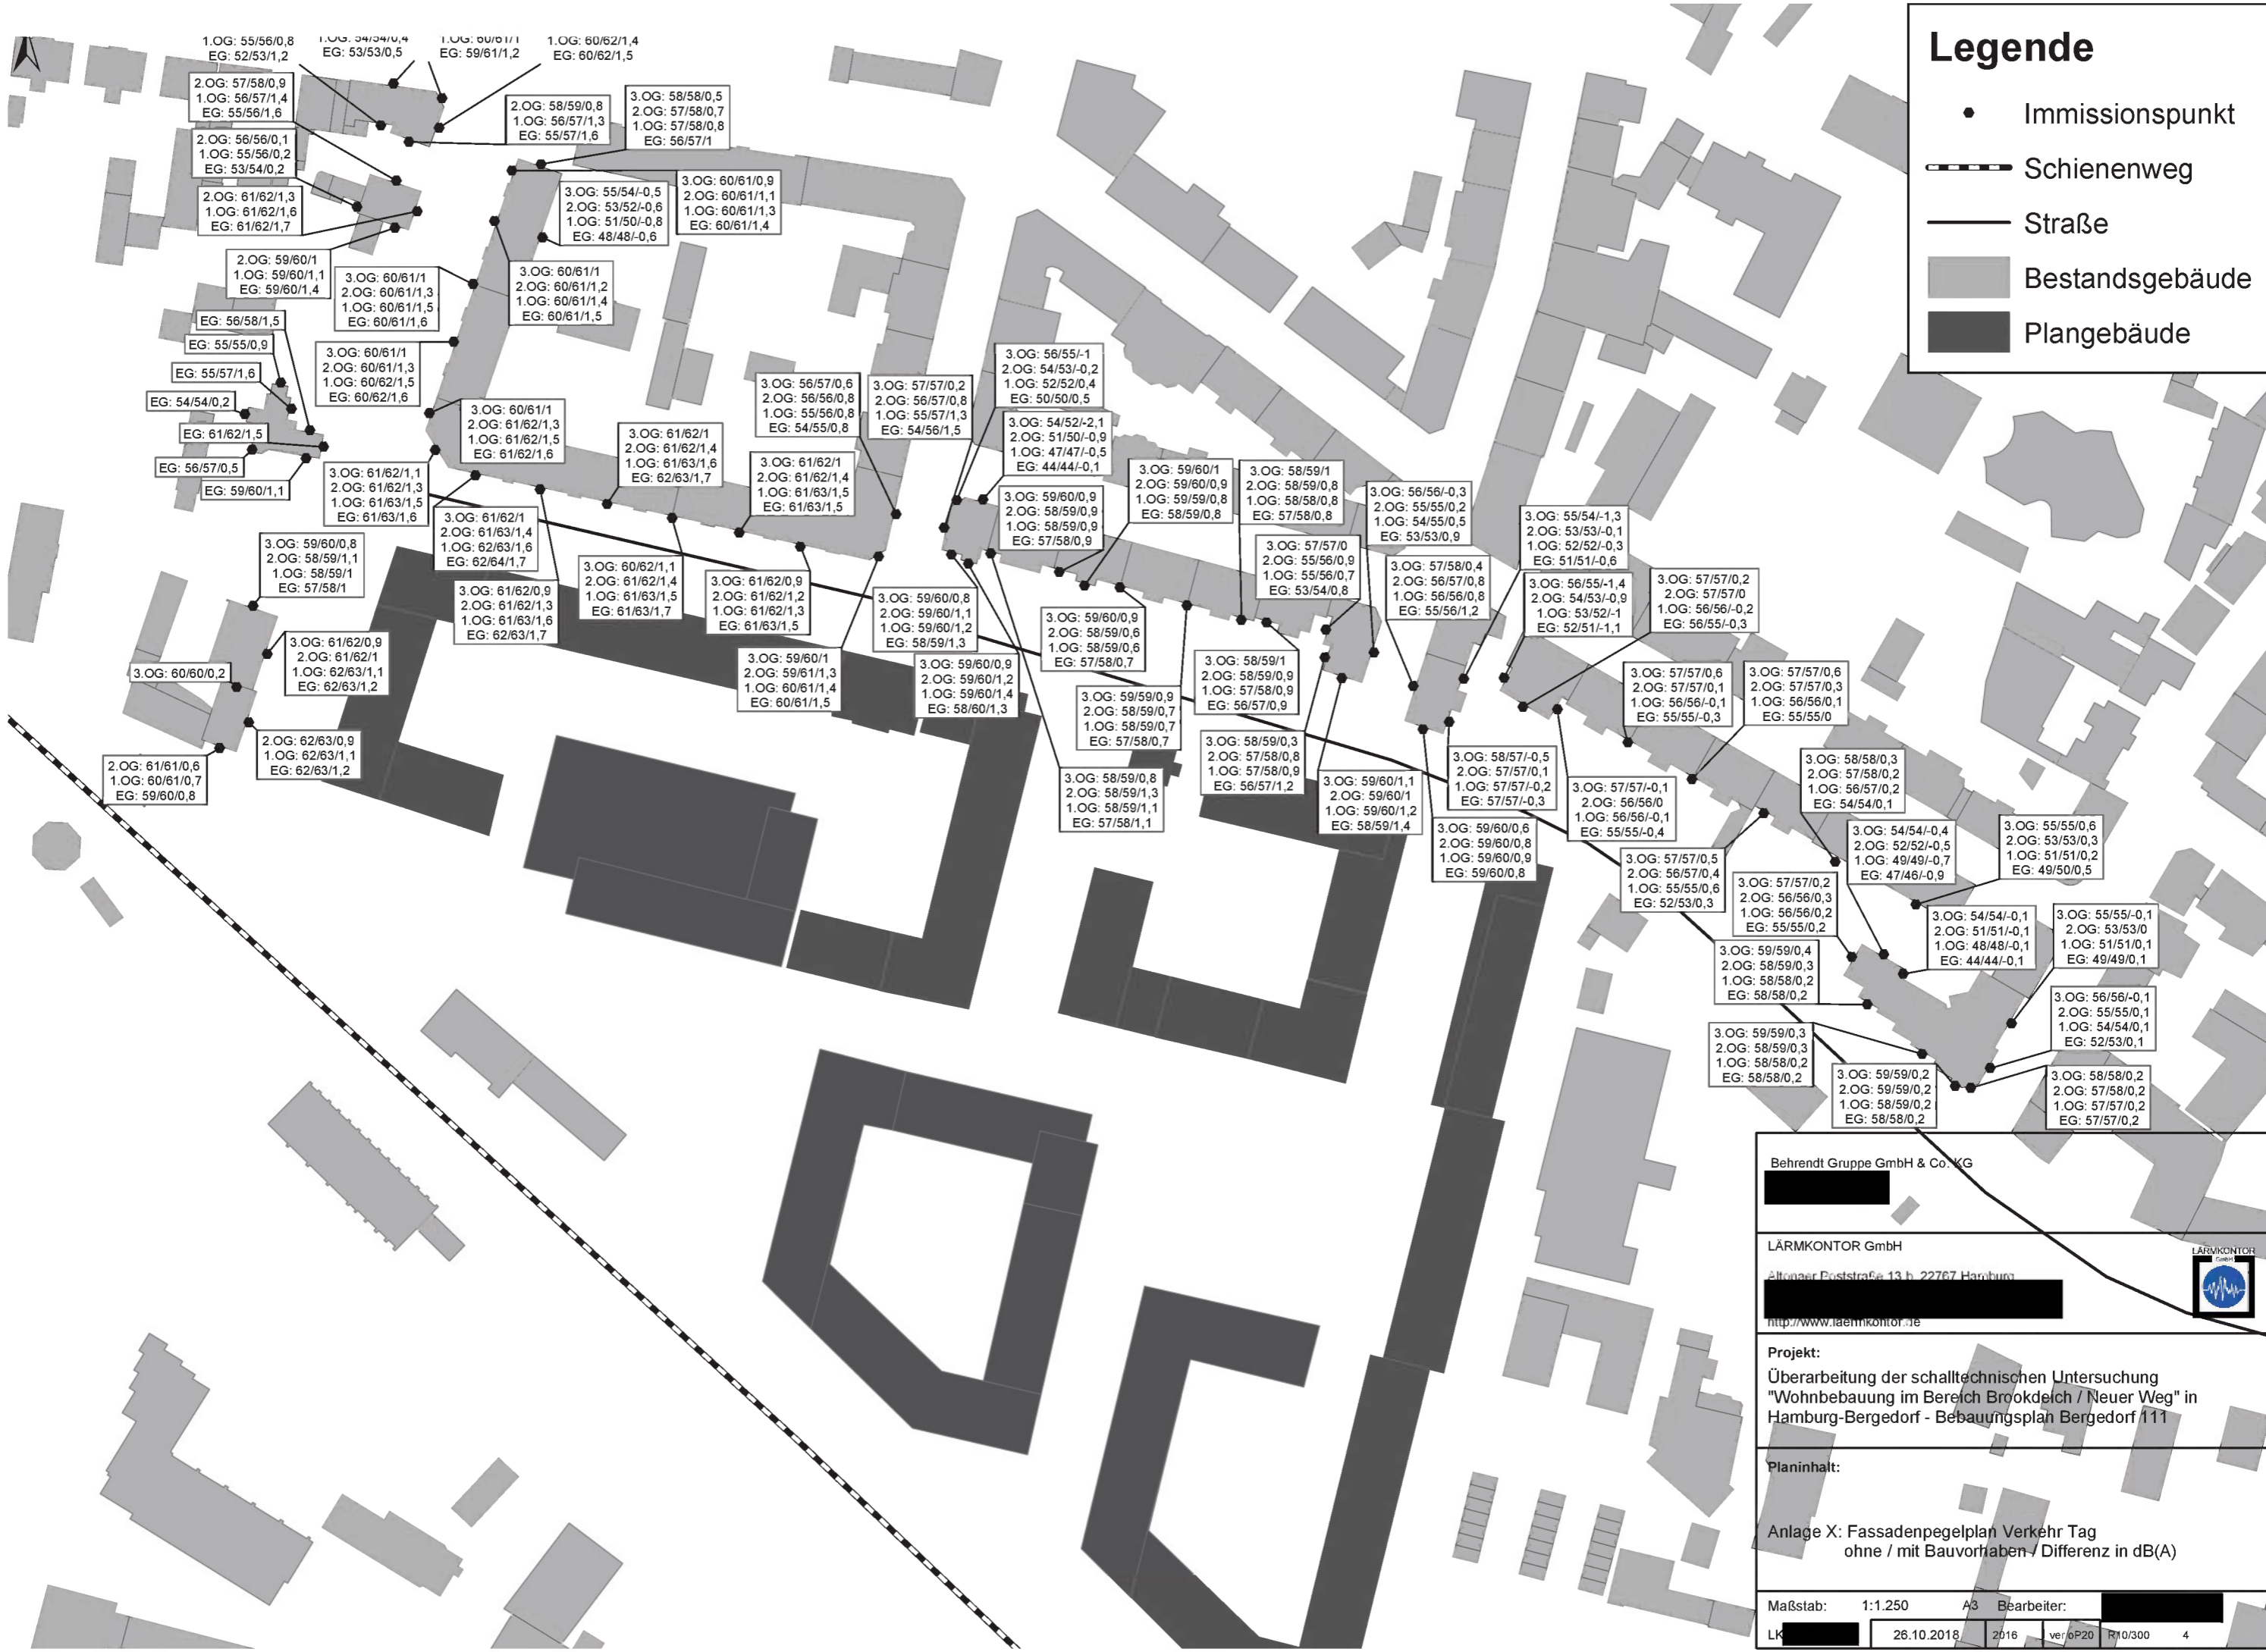 1.OG: 55/56/0,8
EG: 52/53/1,2
1.OG: 54/54/0,4
EG: 53/53/0,5
1.OG: 60/61/1
EG: 59/61/1,2
1.OG: 60/62/1,4
EG: 60/62/1,5
2.OG: 57/58/0,9
1.OG: 56/57/1,4
EG: 55/56/1,6
2.OG: 58/59/0,8
1.OG: 56/57/1,3
EG: 55/57/1,6
3.OG: 58/58/0,5
2.OG: 57/58/0,7
1.OG: 57/58/0,8
EG: 56/57/1
2.OG: 56/56/0,1
1.OG: 55/56/0,2
EG: 53/54/0,2
2.OG: 61/62/1,3
1.OG: 61/62/1,6
EG: 61/62/1,7
3.OG: 55/54/-0,5
2.OG: 53/52/-0,6
1.OG: 51/50/-0,8
EG: 48/48/-0,6
3.OG: 60/61/0,9
2.OG: 60/61/1,1
1.OG: 60/61/1,3
EG: 60/61/1,4
2.OG: 59/60/1
1.OG: 59/60/1,1
EG: 59/60/1,4
3.OG: 60/61/1
2.OG: 60/61/1,3
1.OG: 60/61/1,5
EG: 60/61/1,6
3.OG: 60/61/1
2.OG: 60/61/1,2
1.OG: 60/61/1,4
EG: 60/61/1,5
EG: 56/58/1,5
EG: 55/55/0,9
EG: 55/57/1,6
EG: 54/54/0,2
EG: 61/62/1,5
EG: 56/57/0,5
EG: 59/60/1,1
3.OG: 60/61/1
2.OG: 60/61/1,3
1.OG: 60/62/1,5
EG: 60/62/1,6
3.OG: 60/61/1
2.OG: 61/62/1,3
1.OG: 61/62/1,5
EG: 61/62/1,6
3.OG: 61/62/1,1
2.OG: 61/62/1,3
1.OG: 61/63/1,5
EG: 61/63/1,6
3.OG: 61/62/1
2.OG: 61/62/1,4
1.OG: 61/63/1,6
EG: 62/63/1,7
3.OG: 56/57/0,6
2.OG: 56/56/0,8
1.OG: 55/56/0,8
EG: 54/55/0,8
3.OG: 57/57/0,2
2.OG: 56/57/0,8
1.OG: 55/57/1,3
EG: 54/56/1,5
3.OG: 56/55/-1
2.OG: 54/53/-0,2
1.OG: 52/52/0,4
EG: 50/50/0,5
3.OG: 54/52/-2,1
2.OG: 51/50/-0,9
1.OG: 47/47/-0,5
EG: 44/44/-0,1
3.OG: 61/62/1
2.OG: 61/62/1,4
1.OG: 61/63/1,5
EG: 61/63/1,5
3.OG: 59/60/0,9
2.OG: 58/59/0,9
1.OG: 58/59/0,9
EG: 57/58/0,9
3.OG: 59/60/1
2.OG: 59/60/0,9
1.OG: 59/59/0,8
EG: 58/59/0,8
3.OG: 58/59/1
2.OG: 58/59/0,8
1.OG: 58/58/0,8
EG: 57/58/0,8
3.OG: 56/56/-0,3
2.OG: 55/55/0,2
1.OG: 54/55/0,5
EG: 53/53/0,9
3.OG: 57/57/0
2.OG: 55/56/0,9
1.OG: 55/56/0,7
EG: 53/54/0,8
3.OG: 57/58/0,4
2.OG: 56/57/0,8
1.OG: 56/56/0,8
EG: 55/56/1,2
3.OG: 55/54/-1,3
2.OG: 53/53/-0,1
1.OG: 52/52/-0,3
EG: 51/51/-0,6
3.OG: 56/55/-1,4
2.OG: 54/53/-0,9
1.OG: 53/52/-1
EG: 52/51/-1,1
3.OG: 57/57/0,2
2.OG: 57/57/0
1.OG: 56/56/-0,2
EG: 56/55/-0,3
3.OG: 61/62/1
2.OG: 61/63/1,4
1.OG: 62/63/1,6
EG: 62/64/1,7
3.OG: 59/60/0,8
2.OG: 58/59/1,1
1.OG: 58/59/1
EG: 57/58/1
3.OG: 61/62/0,9
2.OG: 61/62/1,3
1.OG: 61/63/1,6
EG: 62/63/1,7
3.OG: 60/62/1,1
2.OG: 61/62/1,4
1.OG: 61/63/1,5
EG: 61/63/1,7
3.OG: 61/62/0,9
2.OG: 61/62/1,2
1.OG: 61/62/1,3
EG: 61/63/1,5
3.OG: 59/60/0,8
2.OG: 59/60/1,1
1.OG: 59/60/1,2
EG: 58/59/1,3
3.OG: 59/60/0,9
2.OG: 58/59/0,6
1.OG: 58/59/0,6
EG: 57/58/0,7
3.OG: 61/62/0,9
2.OG: 61/62/1
1.OG: 62/63/1,1
EG: 62/63/1,2
3.OG: 60/60/0,2
2.OG: 62/63/0,9
1.OG: 62/63/1,1
EG: 62/63/1,2
2.OG: 61/61/0,6
1.OG: 60/61/0,7
EG: 59/60/0,8
3.OG: 59/60/1
2.OG: 59/61/1,3
1.OG: 60/61/1,4
EG: 60/61/1,5
3.OG: 59/60/0,9
2.OG: 59/60/1,2
1.OG: 59/60/1,4
EG: 58/60/1,3
3.OG: 59/59/0,9
2.OG: 58/59/0,7
1.OG: 58/59/0,7
EG: 57/58/0,7
3.OG: 58/59/1
2.OG: 58/59/0,9
1.OG: 57/58/0,9
EG: 56/57/0,9
3.OG: 58/59/0,3
2.OG: 57/58/0,8
1.OG: 57/58/0,9
EG: 56/57/1,2
3.OG: 58/59/0,8
2.OG: 58/59/1,3
1.OG: 58/59/1,1
EG: 57/58/1,1
3.OG: 59/60/1,1
2.OG: 59/60/1
1.OG: 59/60/1,2
EG: 58/59/1,4
3.OG: 58/57/-0,5
2.OG: 57/57/0,1
1.OG: 57/57/-0,2
EG: 57/57/-0,3
3.OG: 59/60/0,6
2.OG: 59/60/0,8
1.OG: 59/60/0,9
EG: 59/60/0,8
3.OG: 57/57/-0,1
2.OG: 56/56/0
1.OG: 56/56/-0,1
EG: 55/55/-0,4
3.OG: 57/57/0,6
2.OG: 57/57/0,1
1.OG: 56/56/-0,1
EG: 55/55/-0,3
3.OG: 57/57/0,6
2.OG: 57/57/0,3
1.OG: 56/56/0,1
EG: 55/55/0
3.OG: 58/58/0,3
2.OG: 57/58/0,2
1.OG: 56/57/0,2
EG: 54/54/0,1
3.OG: 57/57/0,5
2.OG: 56/57/0,4
1.OG: 55/55/0,6
EG: 52/53/0,3
3.OG: 54/54/-0,4
2.OG: 52/52/-0,5
1.OG: 49/49/-0,7
EG: 47/46/-0,9
3.OG: 55/55/0,6
2.OG: 53/53/0,3
1.OG: 51/51/0,2
EG: 49/50/0,5
3.OG: 57/57/0,2
2.OG: 56/56/0,3
1.OG: 56/56/0,2
EG: 55/55/0,2
3.OG: 54/54/-0,1
2.OG: 51/51/-0,1
1.OG: 48/48/-0,1
EG: 44/44/-0,1
3.OG: 55/55/-0,1
2.OG: 53/53/0
1.OG: 51/51/0,1
EG: 49/49/0,1
3.OG: 59/59/0,4
2.OG: 58/59/0,3
1.OG: 58/58/0,2
EG: 58/58/0,2
3.OG: 56/56/-0,1
2.OG: 55/55/0,1
1.OG: 54/54/0,1
EG: 52/53/0,1
3.OG: 59/59/0,3
2.OG: 58/59/0,3
1.OG: 58/58/0,2
EG: 58/58/0,2
3.OG: 59/59/0,2
2.OG: 59/59/0,2
1.OG: 58/59/0,2
EG: 58/58/0,2
3.OG: 58/58/0,2
2.OG: 57/58/0,2
1.OG: 57/57/0,2
EG: 57/57/0,2
Legende
Immissionspunkt
Schienenweg
Straße
Bestandsgebäude
Plangebäude
Behrendt Gruppe GmbH & Co. KG
LÄRMKONTOR GmbH
Altonaer Poststraße 13 b, 22767 Hamburg
http://www.laermkontor.de
LÄRMKONTOR
GmbH
Projekt:
Überarbeitung der schalltechnischen Untersuchung
"Wohnbebauung im Bereich Brookdeich / Neuer Weg" in
Hamburg-Bergedorf - Bebauungsplan Bergedorf 111
Planinhalt:
Anlage X: Fassadenpegelplan Verkehr Tag
ohne / mit Bauvorhaben / Differenz in dB(A)
Maßstab: 1:1.250 A3 Bearbeiter:
LK 26.10.2018 2016 R10/300 4